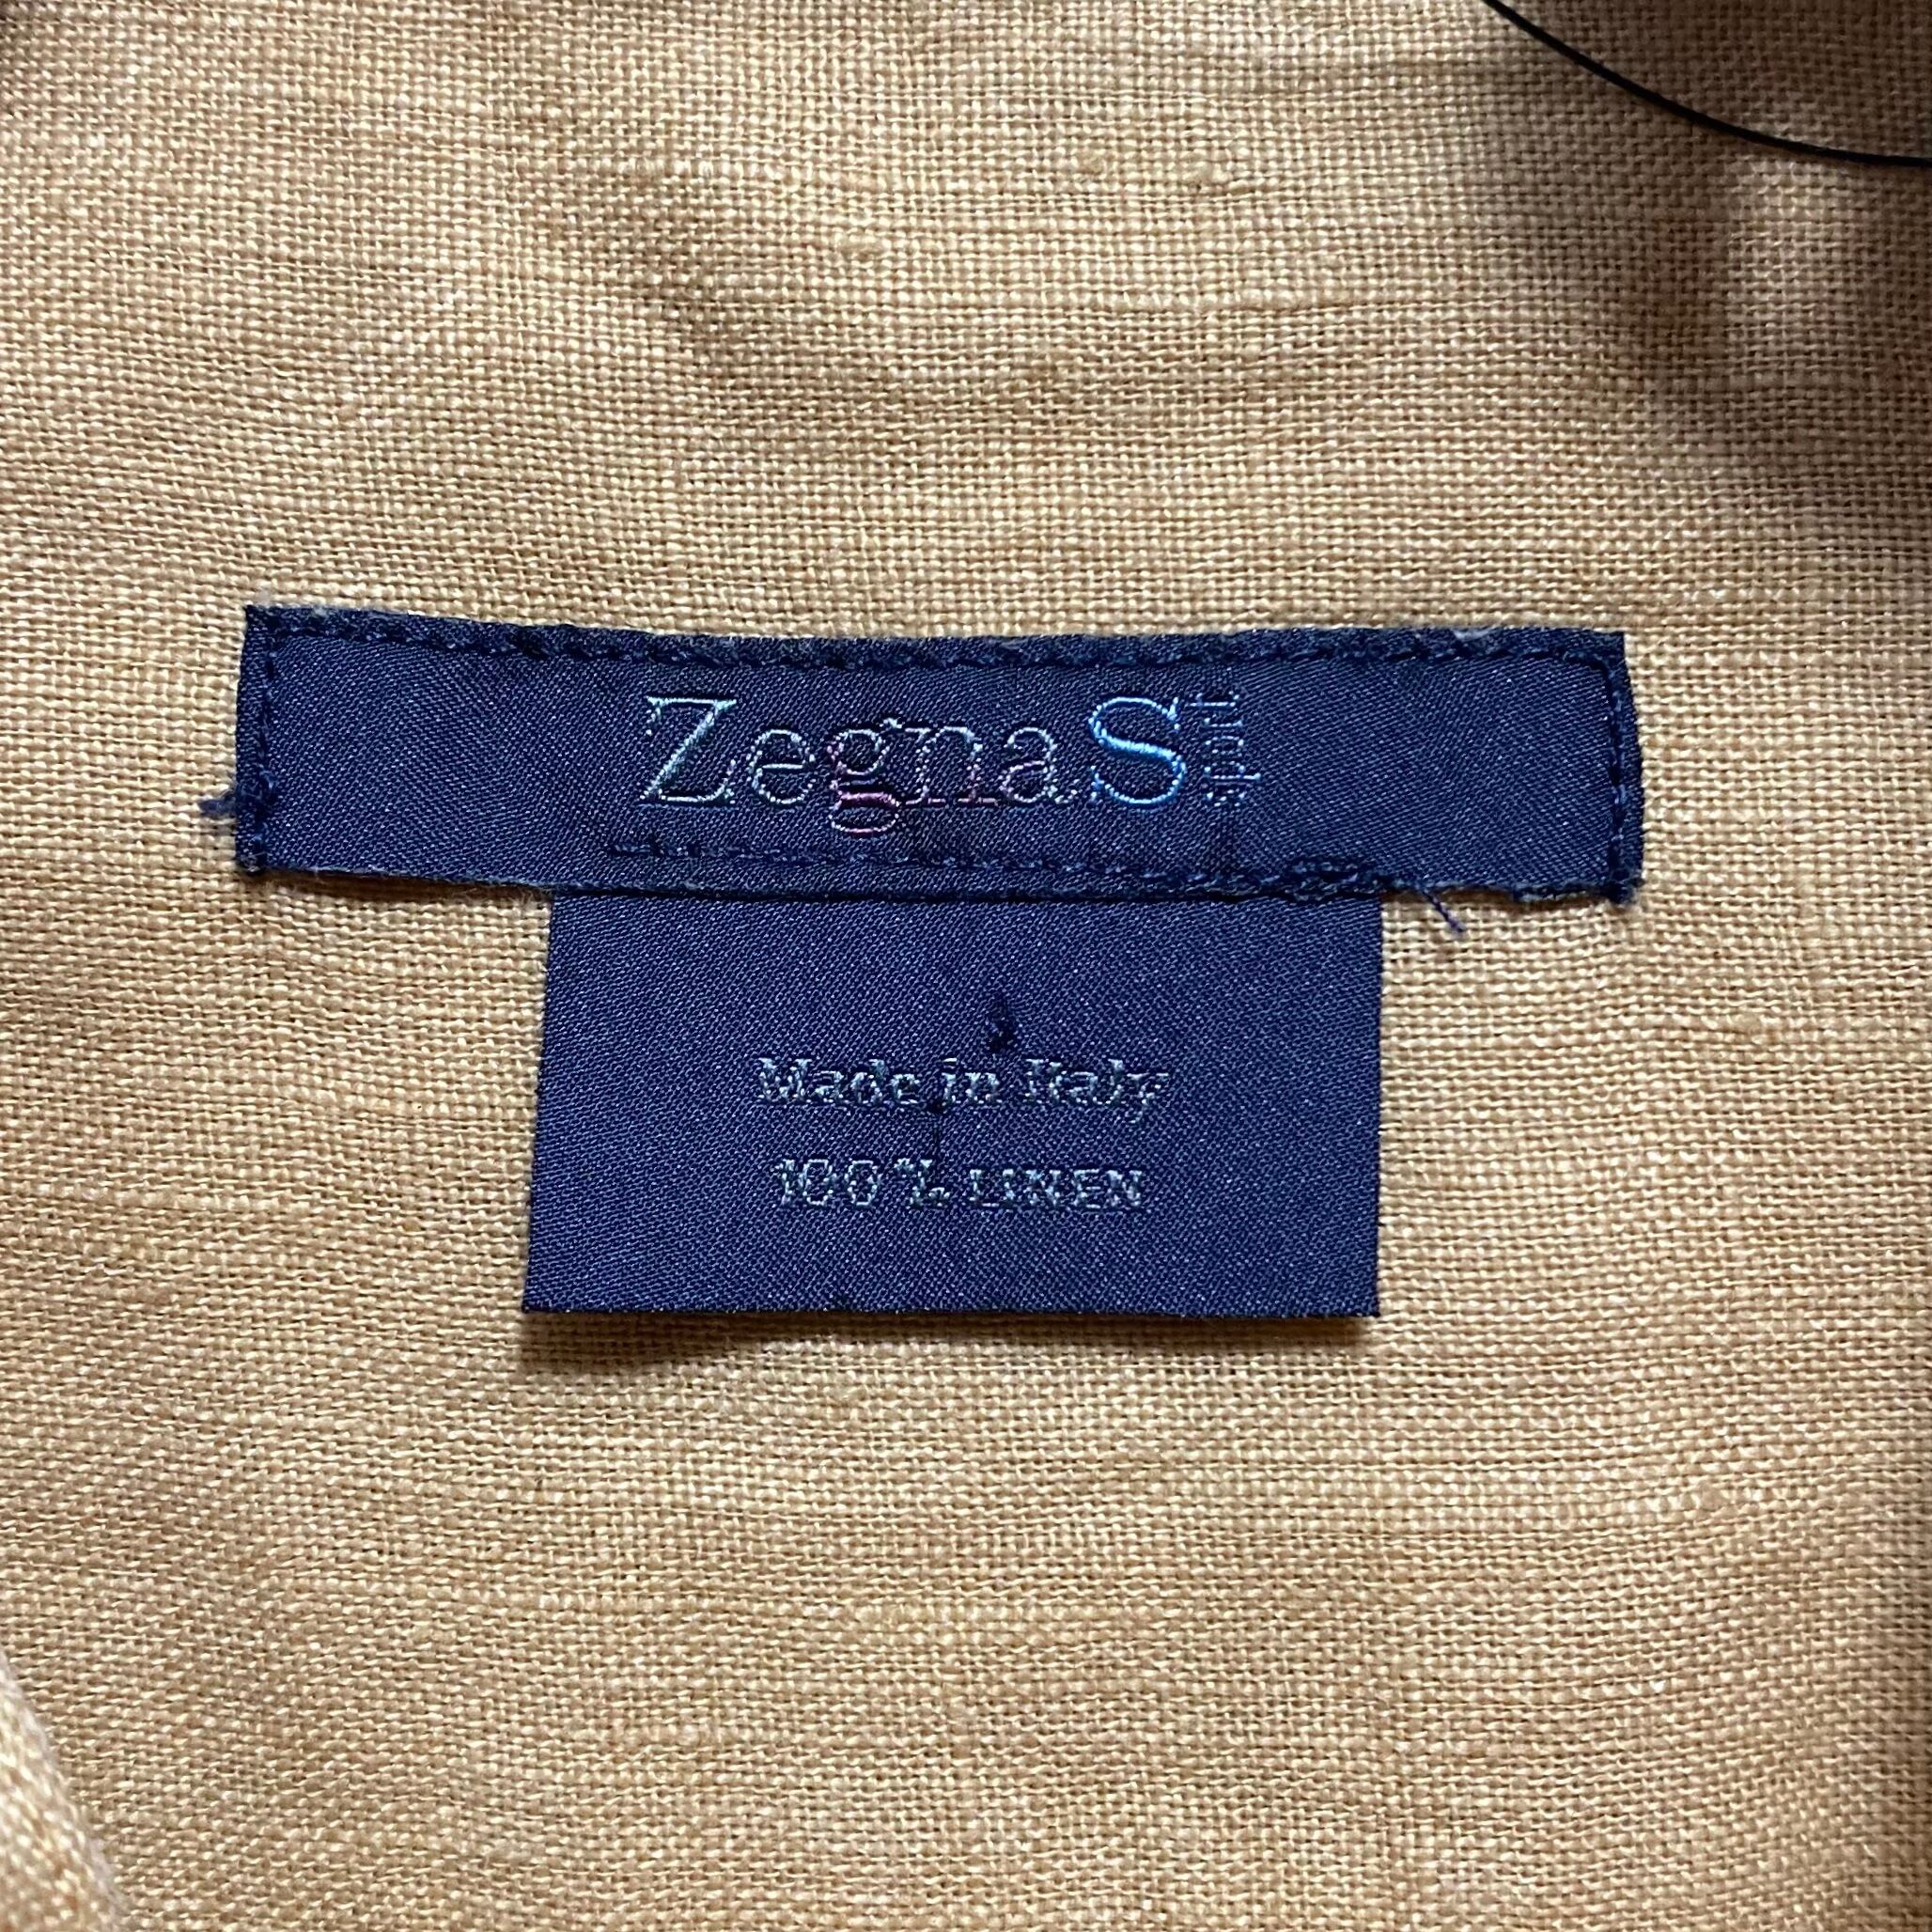 ZegnaSport
Made in Italy
100% LINEN